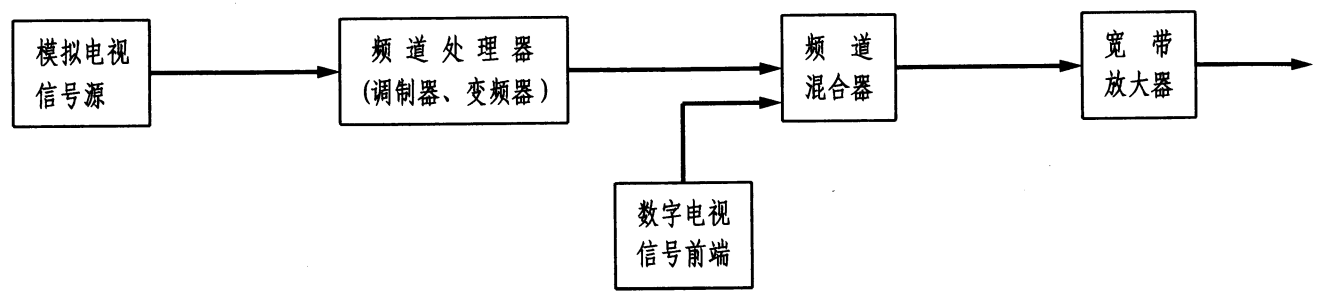 模拟电视
信号源
频道处理器
(调制器、变频器)
频道
混合器
宽带
放大器
数字电视
信号前端